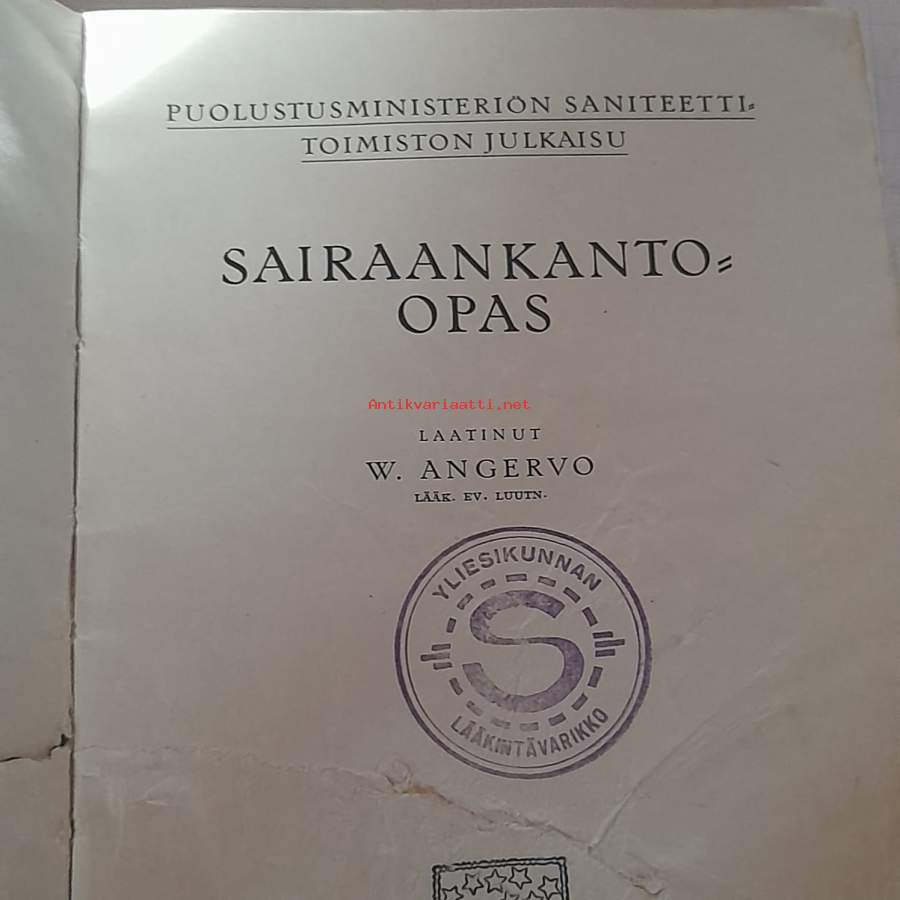 PUOLUSTUSMINISTERIÖN SANITEETTI=
TOIMISTON JULKAISU
SAIRAANKANTO=
OPAS
Antikvariaatti.net
LAATINUT
W. ANGERVO
LÄÄK. EV. LUUTN.
YLIESIKUNNAN
S
LÄÄKINTÄVARIKKO